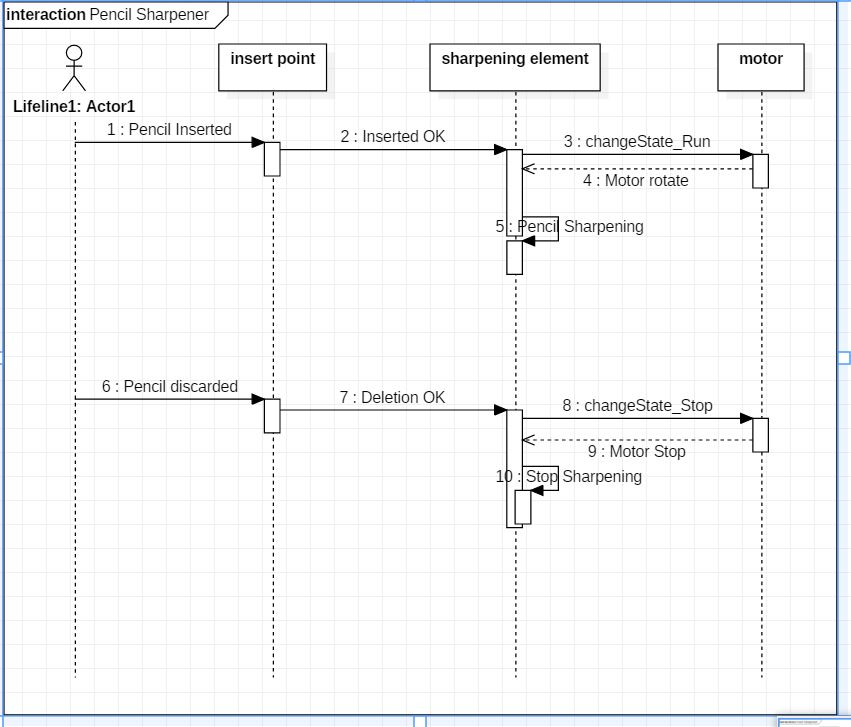 interaction Pencil Sharpener
insert point
sharpening element
motor
Lifeline1: Actor1
1 : Pencil Inserted
2 : Inserted OK
3 : changeState_Run
4 : Motor rotate
5 : Pencil Sharpening
6 : Pencil discarded
7 : Deletion OK
8 : changeState_Stop
9 : Motor Stop
10 : Stop Sharpening